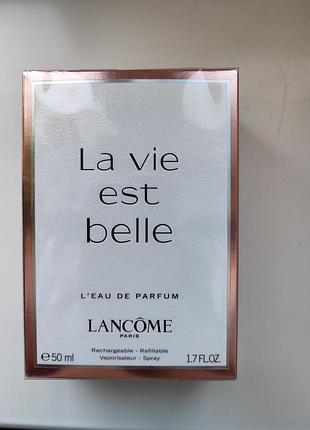 La vie
est
belle
L'EAU DE PARFUM
LANCÔME
PARIS
Rechargeable - Refillable
Vaporisateur - Spray
℮ 50 ml 1.7 FL.OZ.